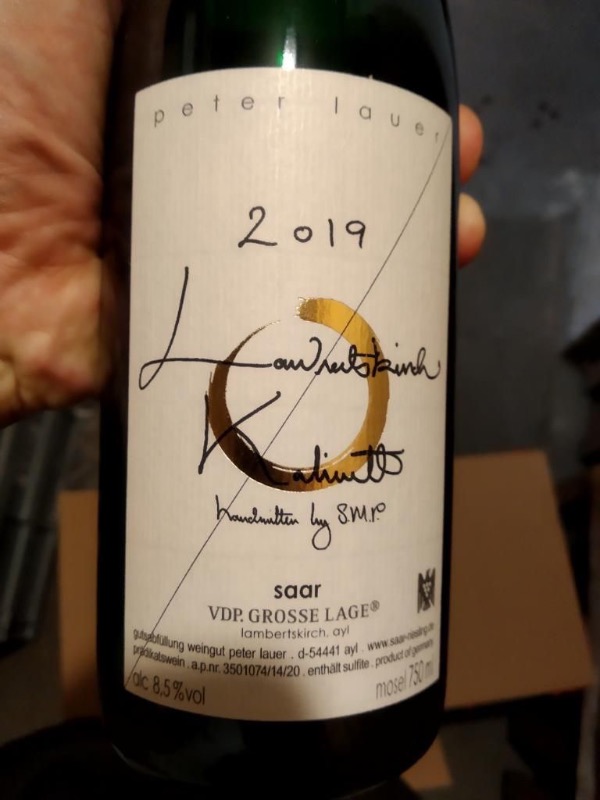 peter lauer
2019
Lambertskirch
Kabinett
handwritten by S.M.P.
saar
VDP. GROSSE LAGE®
lambertskirch, ayl
gutsabfüllung weingut peter lauer . d-54441 ayl . www.saar-riesling.de
prädikatswein . a.p.nr. 3501074/14/20 . enthält sulfite . product of germany
alc 8,5%vol mosel 750 ml